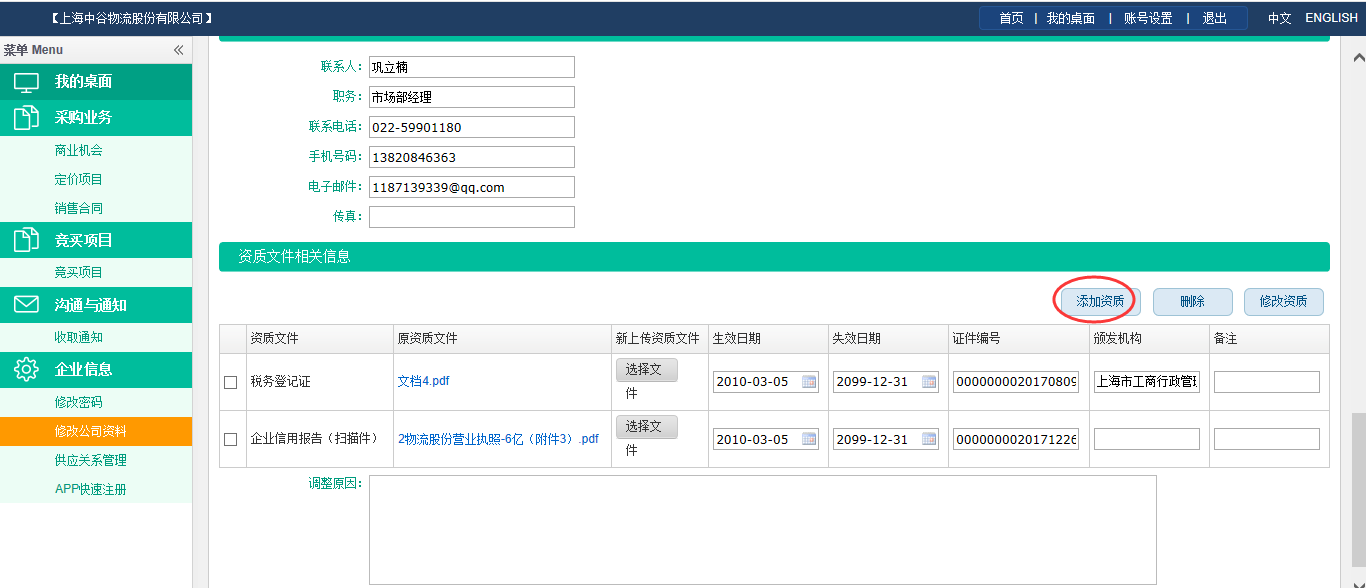 【上海中谷物流股份有限公司】
首页 | 我的桌面 | 账号设置 | 退出 中文 ENGLISH
菜单 Menu
我的桌面
采购业务
商业机会
定价项目
销售合同
竞买项目
竞买项目
沟通与通知
收取通知
企业信息
修改密码
修改公司资料
供应关系管理
APP快速注册
联系人: 巩立楠
职务: 市场部经理
联系电话: 022-59901180
手机号码: 13820846363
电子邮件: 1187139339@qq.com
传真:
资质文件相关信息
添加资质 删除 修改资质
资质文件 原资质文件 新上传资质文件 生效日期 失效日期 证件编号 颁发机构 备注
税务登记证 文档4.pdf 选择文件 2010-03-05 2099-12-31 0000000020170809 上海市工商行政管理
企业信用报告（扫描件） 2物流股份营业执照-6亿（附件3）.pdf 选择文件 2010-03-05 2099-12-31 0000000020171226
调整原因: